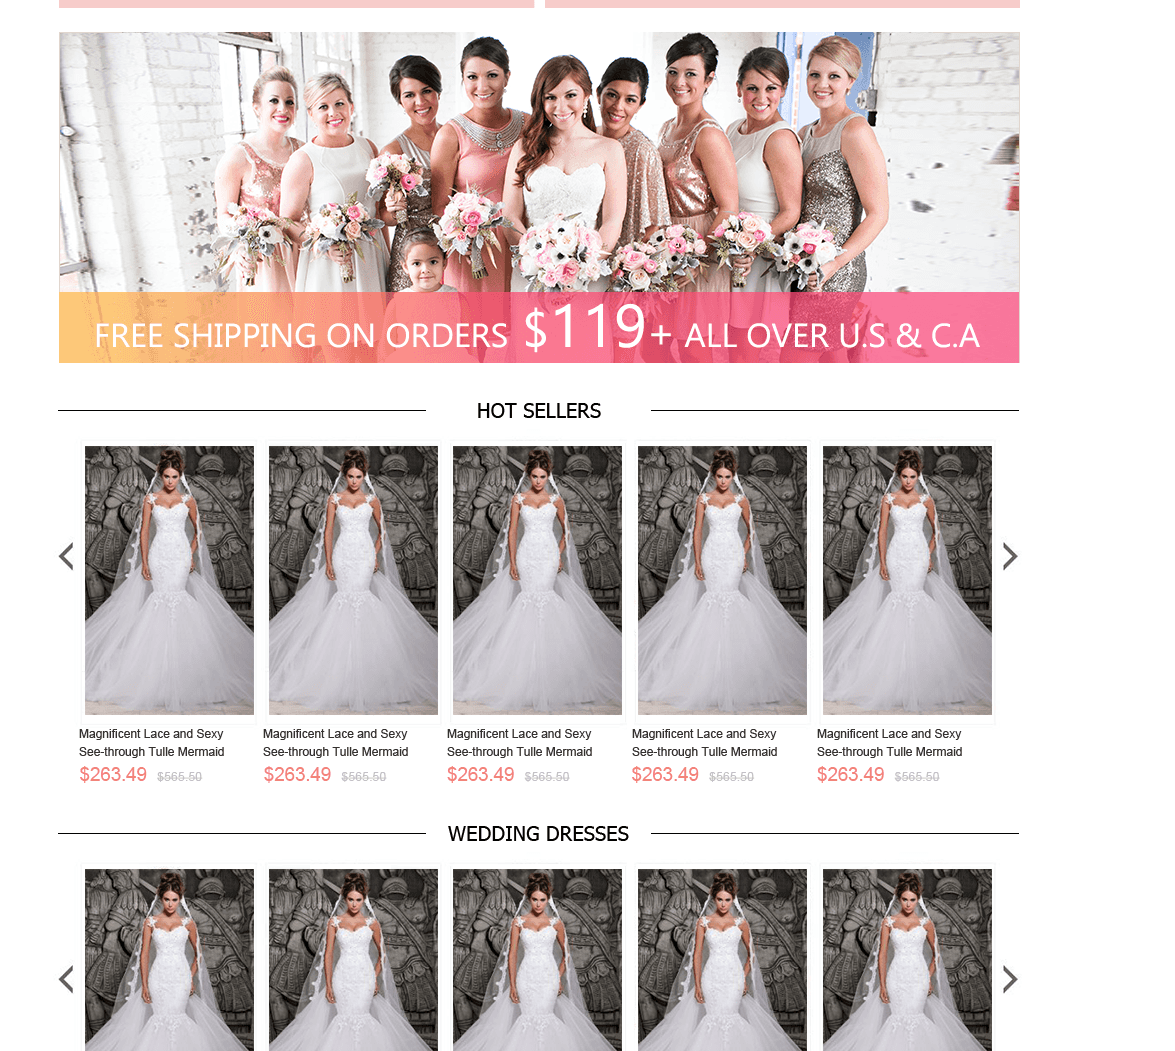 FREE SHIPPING ON ORDERS $119+ ALL OVER U.S & C.A
HOT SELLERS
Magnificent Lace and Sexy
See-through Tulle Mermaid
$263.49 $565.50
Magnificent Lace and Sexy
See-through Tulle Mermaid
$263.49 $565.50
Magnificent Lace and Sexy
See-through Tulle Mermaid
$263.49 $565.50
Magnificent Lace and Sexy
See-through Tulle Mermaid
$263.49 $565.50
Magnificent Lace and Sexy
See-through Tulle Mermaid
$263.49 $565.50
WEDDING DRESSES